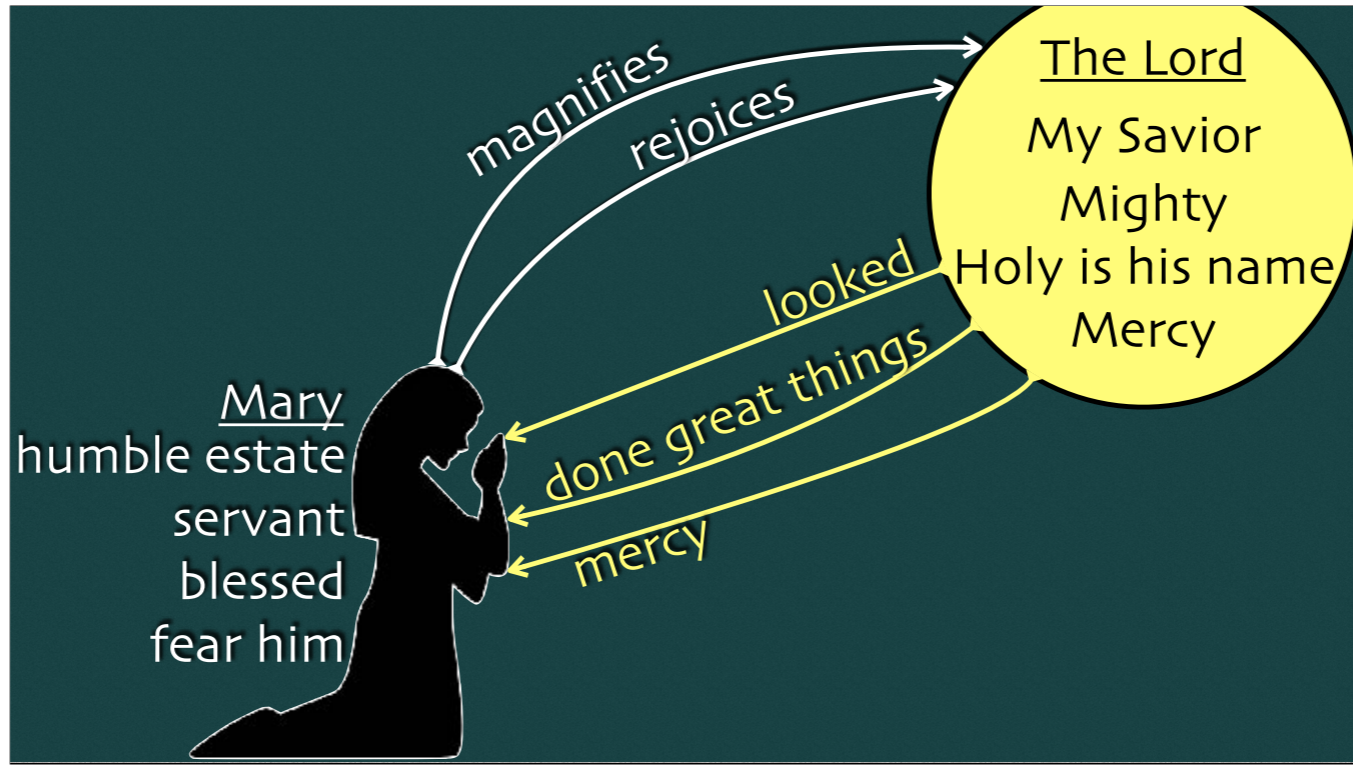 magnifies
rejoices
The Lord
My Savior
Mighty
Holy is his name
Mercy
looked
done great things
mercy
Mary
humble estate
servant
blessed
fear him